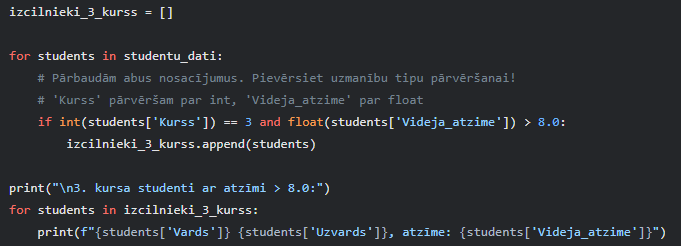 izcilnieki_3_kurss = []
for students in studentu_dati:
# Pārbaudām abus nosacījumus. Pievērsiet uzmanību tipu pārvēršanai!
# 'Kurss' pārvēršam par int, 'Videja_atzime' par float
if int(students['Kurss']) == 3 and float(students['Videja_atzime']) > 8.0:
izcilnieki_3_kurss.append(students)
print("\n3. kursa studenti ar atzīmi > 8.0:")
for students in izcilnieki_3_kurss:
print(f"{students['Vards']} {students['Uzvards']}, atzīme: {students['Videja_atzime']}")